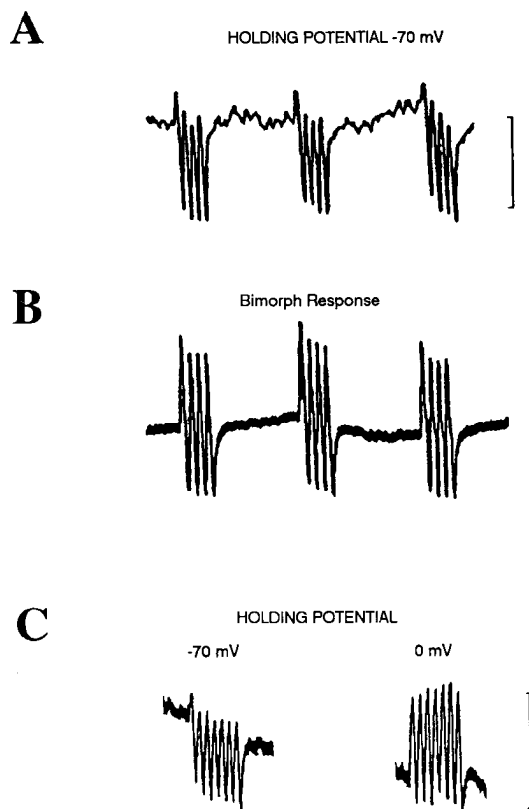 A
HOLDING POTENTIAL -70 mV
B
Bimorph Response
C
HOLDING POTENTIAL
-70 mV 0 mV